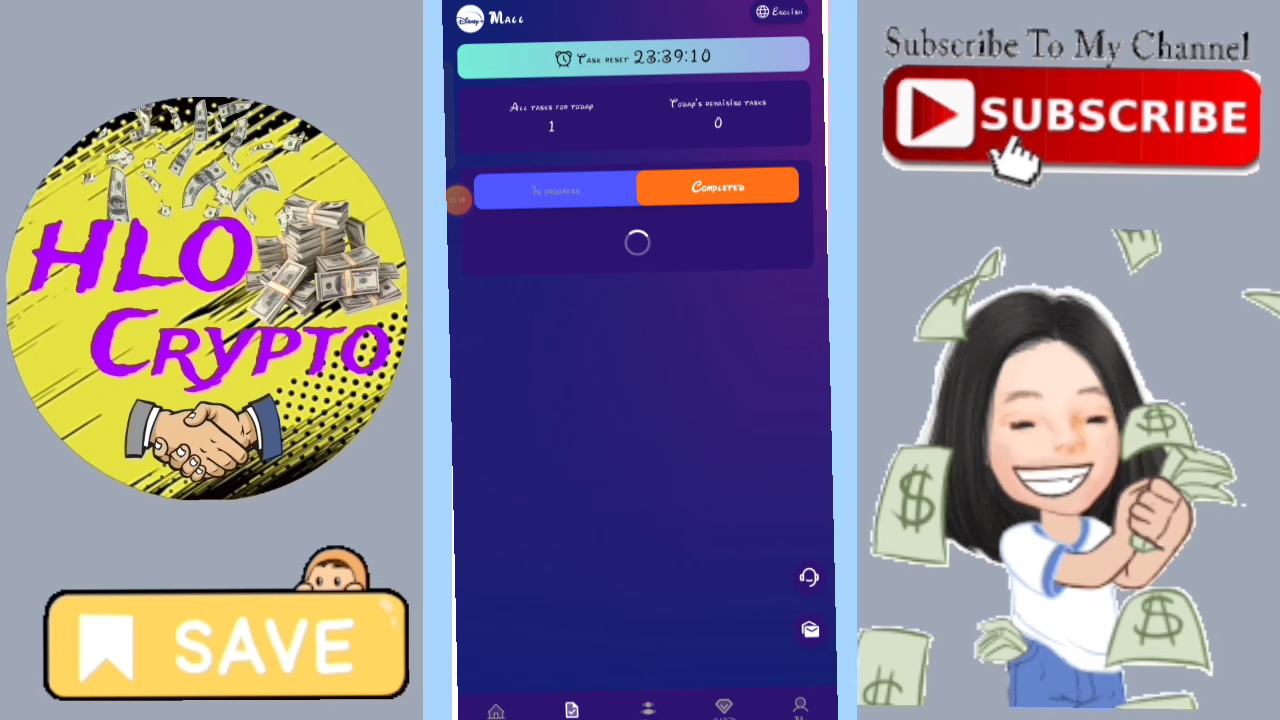 HLO
CRYPTO
SAVE
Disney+
Mall
English
Task reset 23:39:10
All tasks for today
1
Today's remaining tasks
0
In progress
Completed
Subscribe To My Channel
SUBSCRIBE